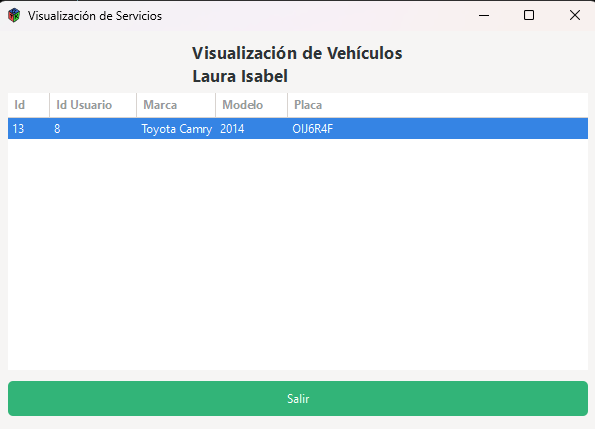 Visualización de Servicios
Visualización de Vehículos
Laura Isabel
Id Id Usuario Marca Modelo Placa
13 8 Toyota Camry 2014 OIJ6R4F
Salir